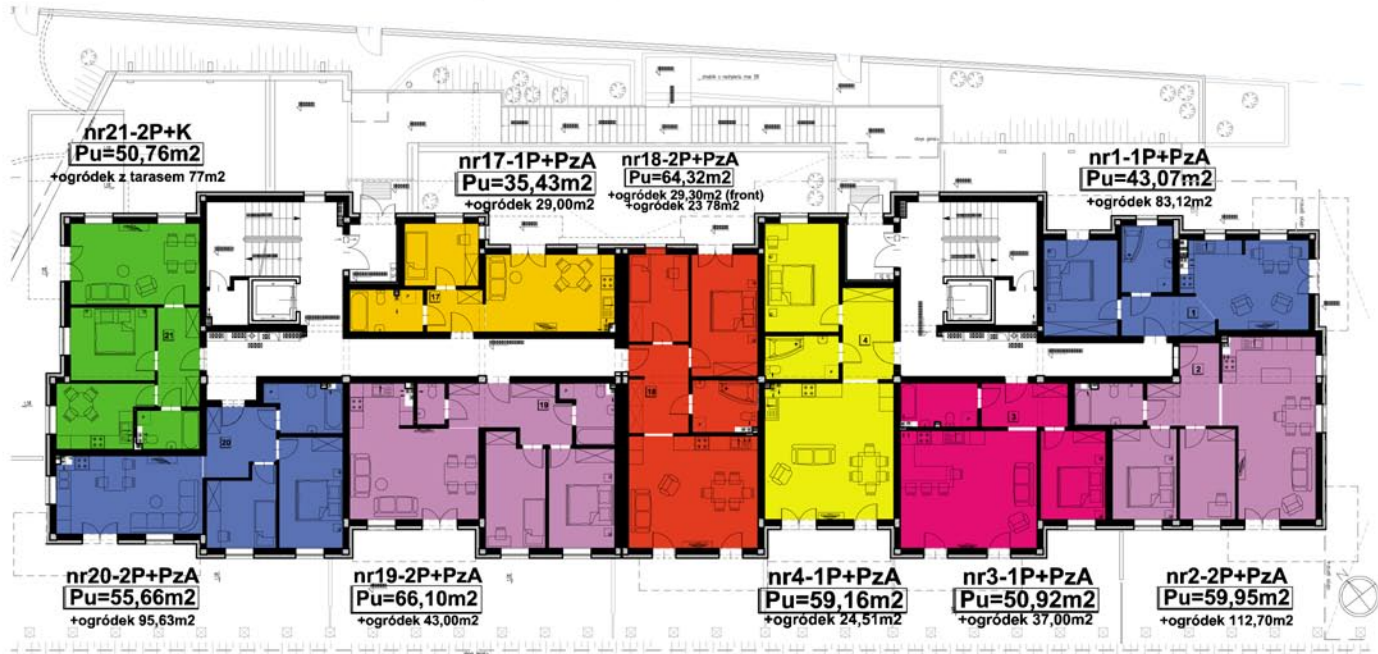 nr21-2P+K
Pu=50,76m2
+ogródek z tarasem 77m2
nr17-1P+PzA
Pu=35,43m2
+ogródek 29,00m2
nr18-2P+PzA
Pu=64,32m2
+ogródek 29,30m2 (front)
+ogródek 23 78m2
nr1-1P+PzA
Pu=43,07m2
+ogródek 83,12m2
17
21
4
1
2
18
19
3
20
nr20-2P+PzA
Pu=55,66m2
+ogródek 95,63m2
nr19-2P+PzA
Pu=66,10m2
+ogródek 43,00m2
nr4-1P+PzA
Pu=59,16m2
+ogródek 24,51m2
nr3-1P+PzA
Pu=50,92m2
+ogródek 37,00m2
nr2-2P+PzA
Pu=59,95m2
+ogródek 112,70m2